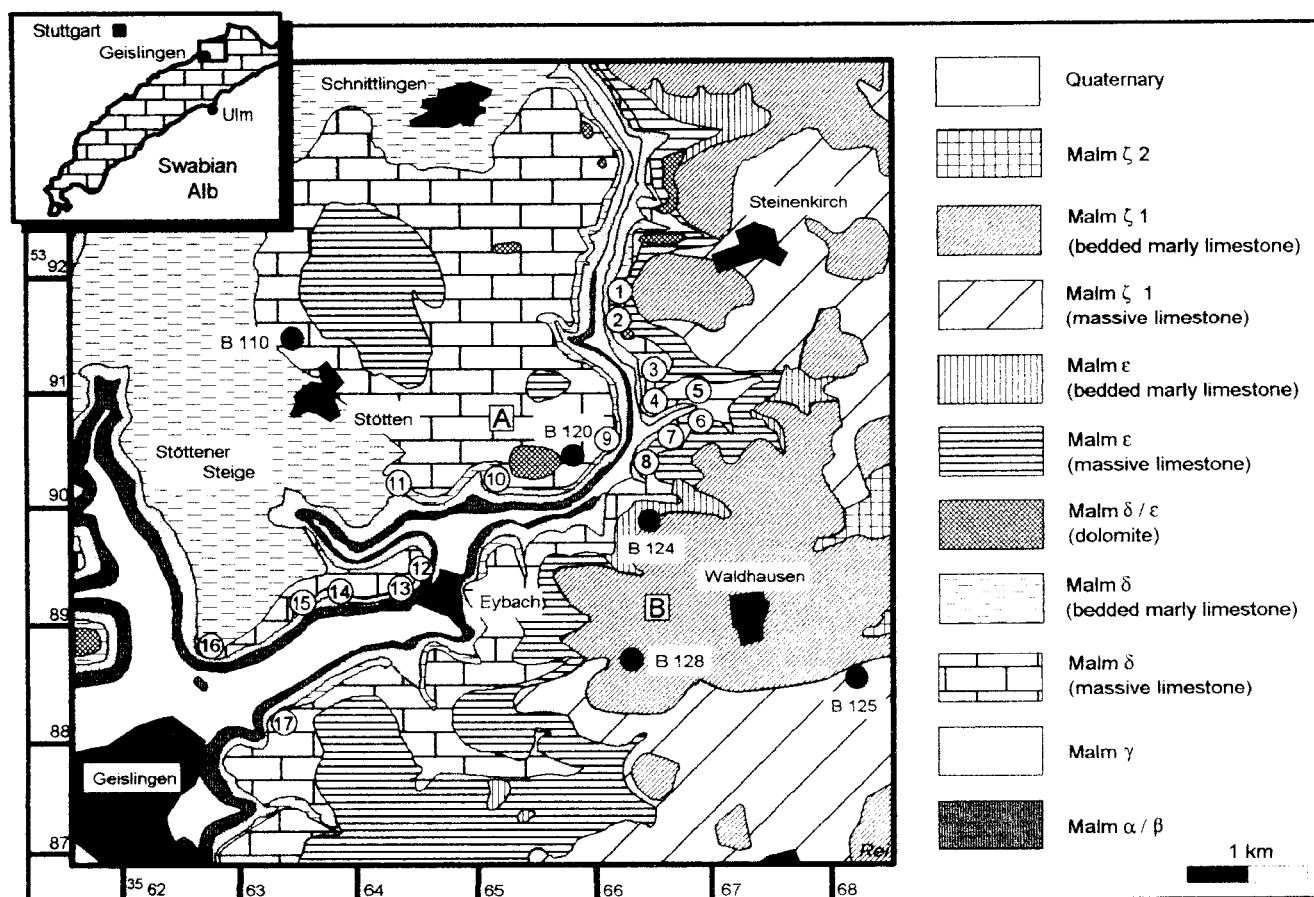 Stuttgart
Geislingen
Ulm
Swabian
Alb
Schnittlingen
Steinenkirch
B 110
Stötten
A
B 120
Stöttener
Steige
B 124
Waldhausen
Eybach
B
B 128
B 125
Geislingen
1
2
3
4
5
6
7
8
9
10
11
12
13
14
15
16
17
Rei
53 92
91
90
89
88
87
35 62
63
64
65
66
67
68
Quaternary
Malm ζ 2
Malm ζ 1
(bedded marly limestone)
Malm ζ 1
(massive limestone)
Malm ε
(bedded marly limestone)
Malm ε
(massive limestone)
Malm δ / ε
(dolomite)
Malm δ
(bedded marly limestone)
Malm δ
(massive limestone)
Malm γ
Malm α / β
1 km